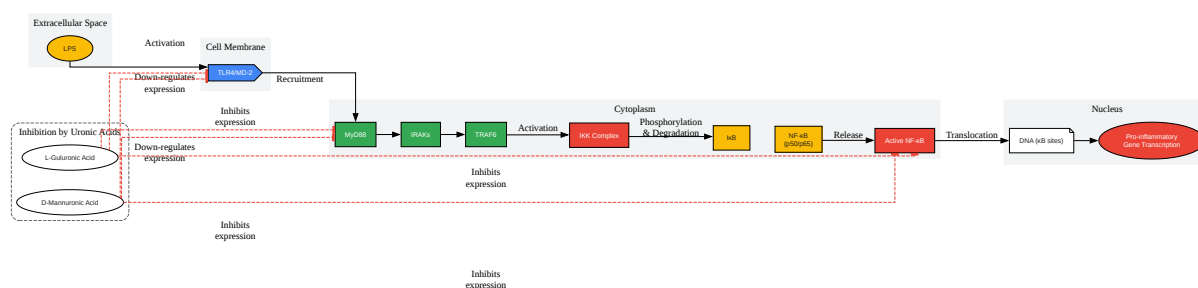 Extracellular Space
LPS
Activation
Cell Membrane
TLR4/MD-2
Down-regulates
expression
Recruitment
Inhibits
expression
Inhibition by Uronic Acids
L-Guluronic Acid
D-Mannuronic Acid
Down-regulates
expression
Cytoplasm
MyD88
IRAKs
TRAF6
Activation
IKK Complex
Phosphorylation
& Degradation
IκB
NF-κB
(p50/p65)
Release
Active NF-κB
Translocation
Nucleus
DNA (κB sites)
Pro-inflammatory
Gene Transcription
Inhibits
expression
Inhibits
expression
Inhibits
expression